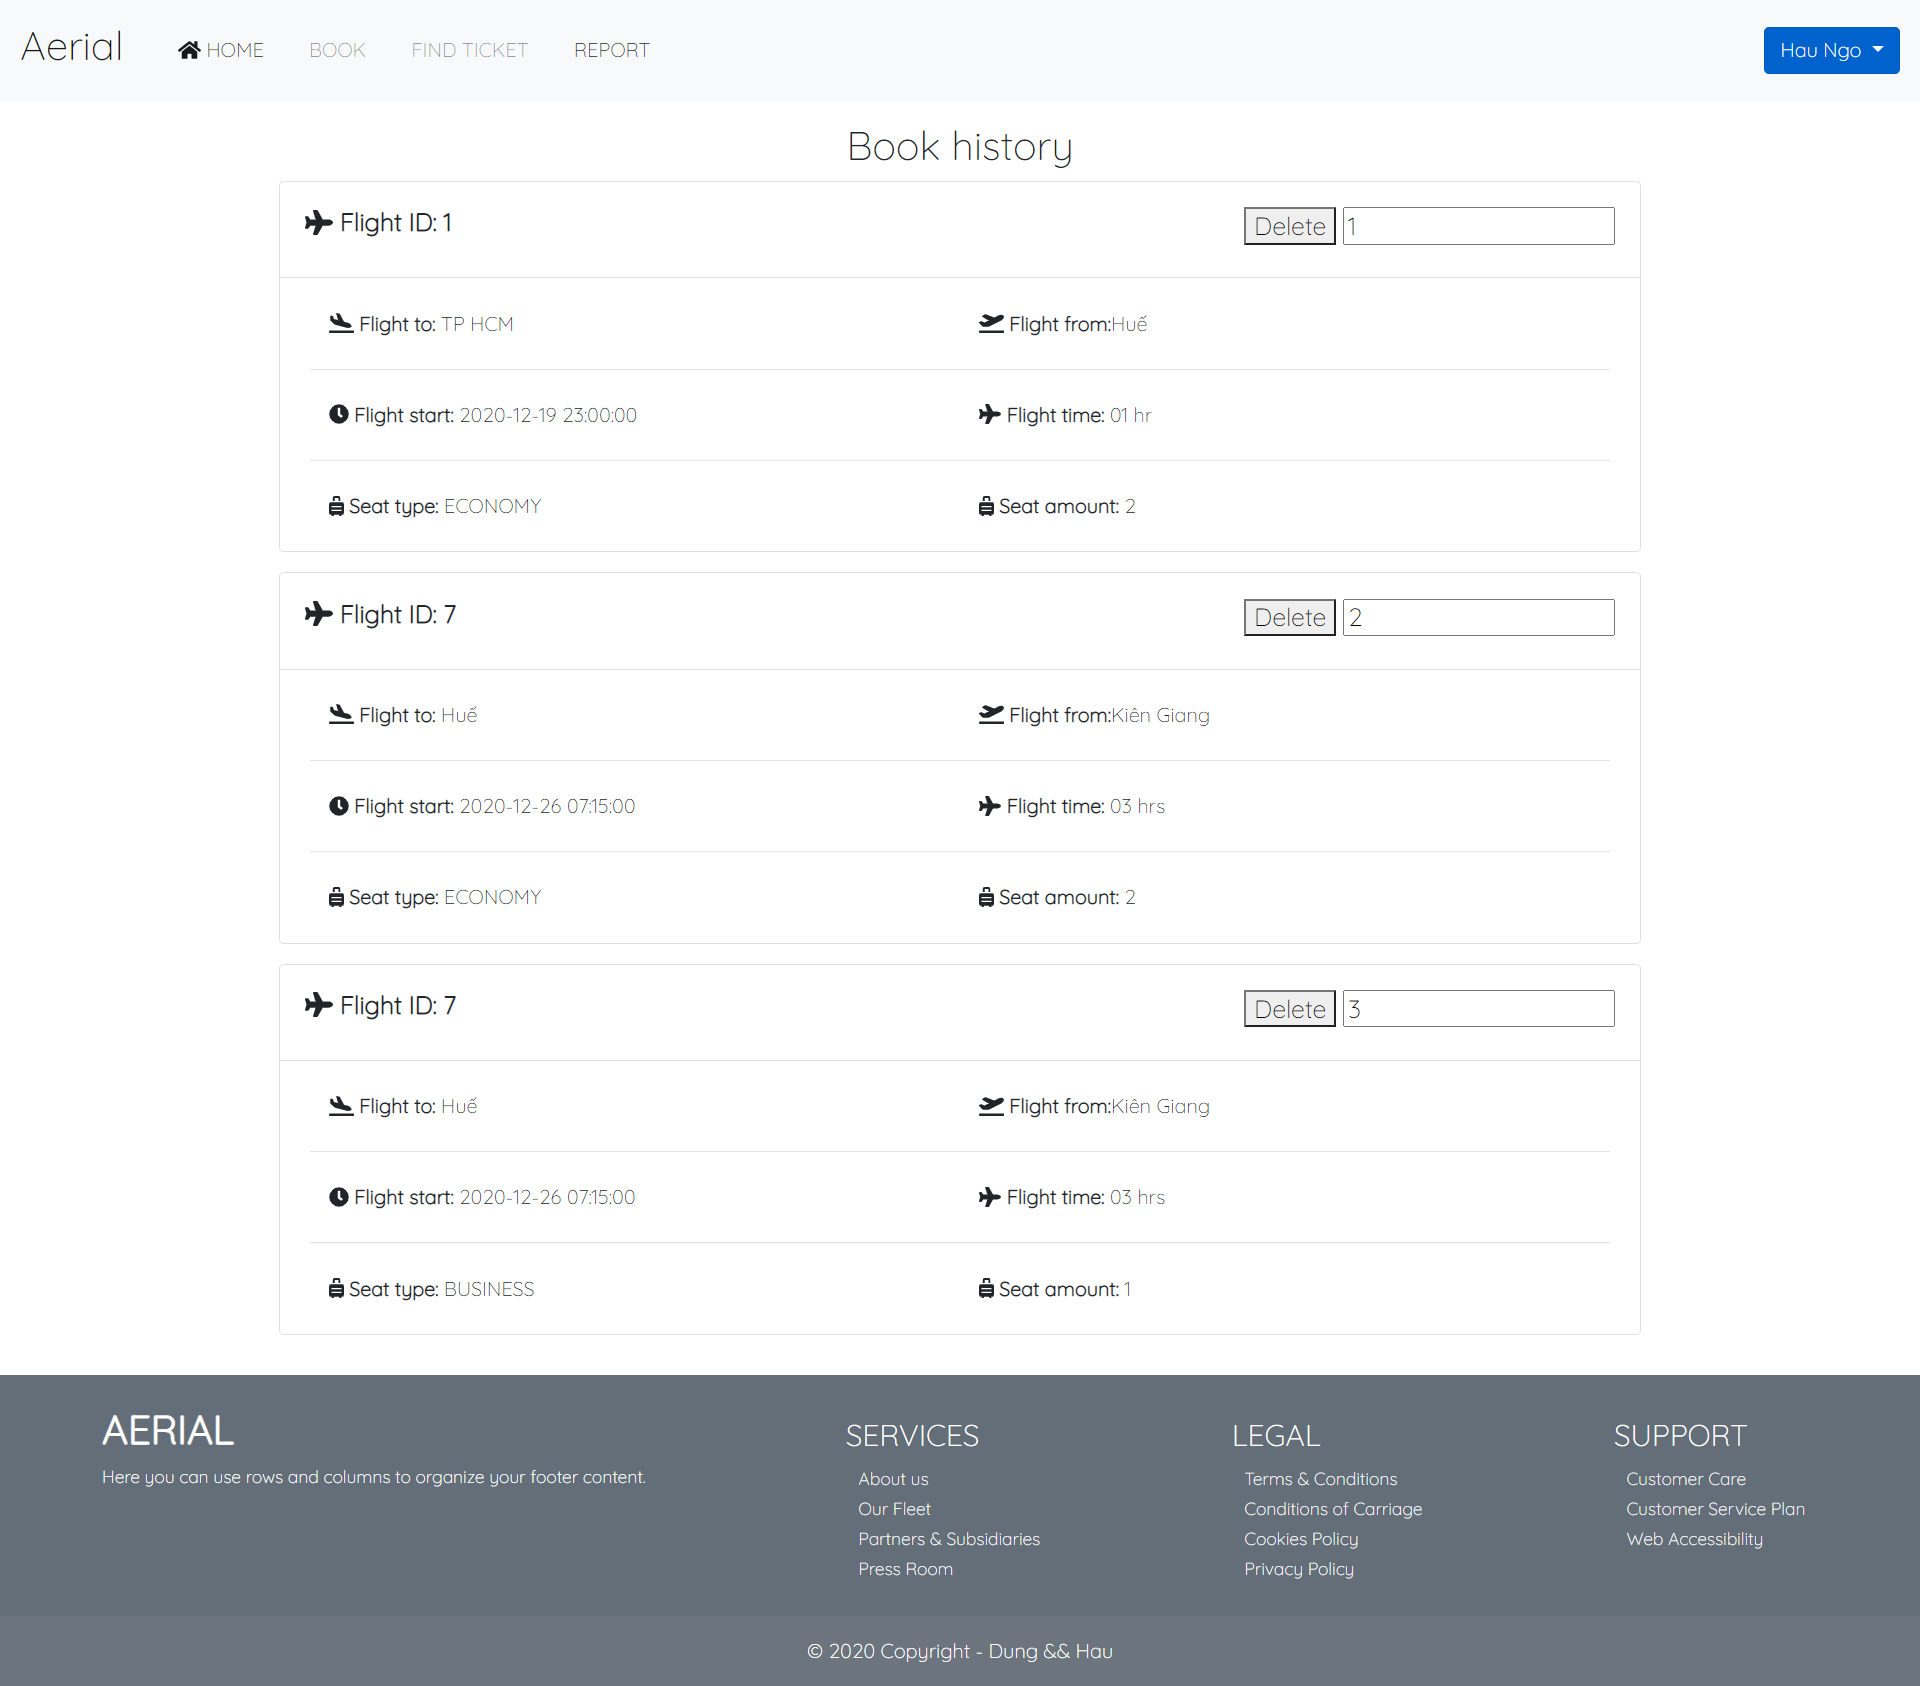 Aerial HOME BOOK FIND TICKET REPORT Hau Ngo
Book history
Flight ID: 1 Delete 1
Flight to: TP HCM Flight from:Huế
Flight start: 2020-12-19 23:00:00 Flight time: 01 hr
Seat type: ECONOMY Seat amount: 2
Flight ID: 7 Delete 2
Flight to: Huế Flight from:Kiên Giang
Flight start: 2020-12-26 07:15:00 Flight time: 03 hrs
Seat type: ECONOMY Seat amount: 2
Flight ID: 7 Delete 3
Flight to: Huế Flight from:Kiên Giang
Flight start: 2020-12-26 07:15:00 Flight time: 03 hrs
Seat type: BUSINESS Seat amount: 1
AERIAL
Here you can use rows and columns to organize your footer content.
SERVICES
About us
Our Fleet
Partners & Subsidiaries
Press Room
LEGAL
Terms & Conditions
Conditions of Carriage
Cookies Policy
Privacy Policy
SUPPORT
Customer Care
Customer Service Plan
Web Accessibility
© 2020 Copyright - Dung && Hau